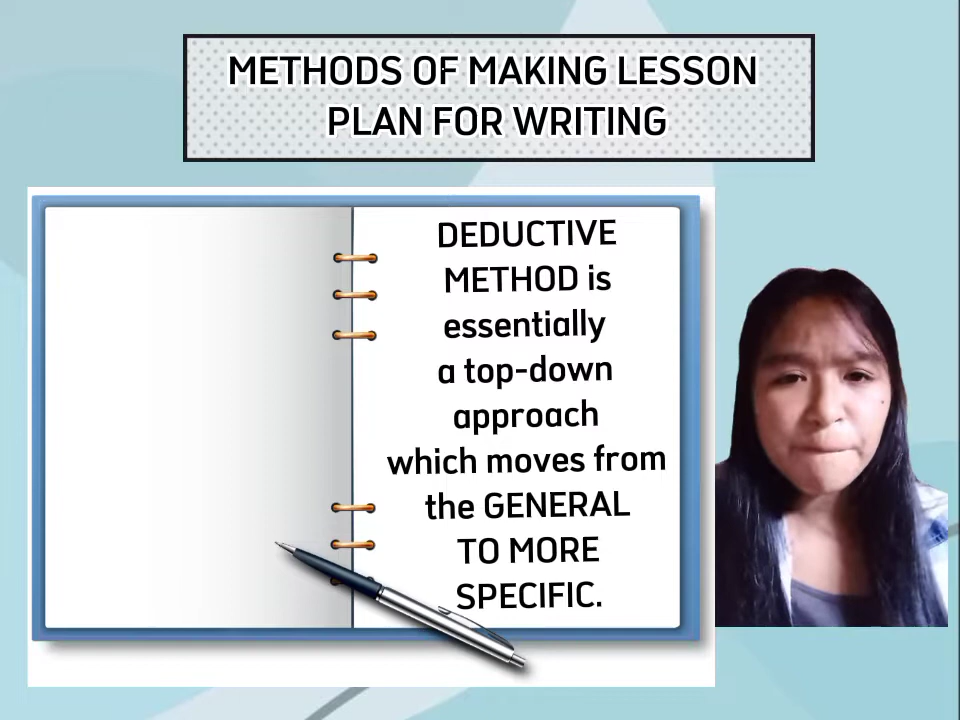 METHODS OF MAKING LESSON
PLAN FOR WRITING
DEDUCTIVE
METHOD is
essentially
a top-down
approach
which moves from
the GENERAL
TO MORE
SPECIFIC.